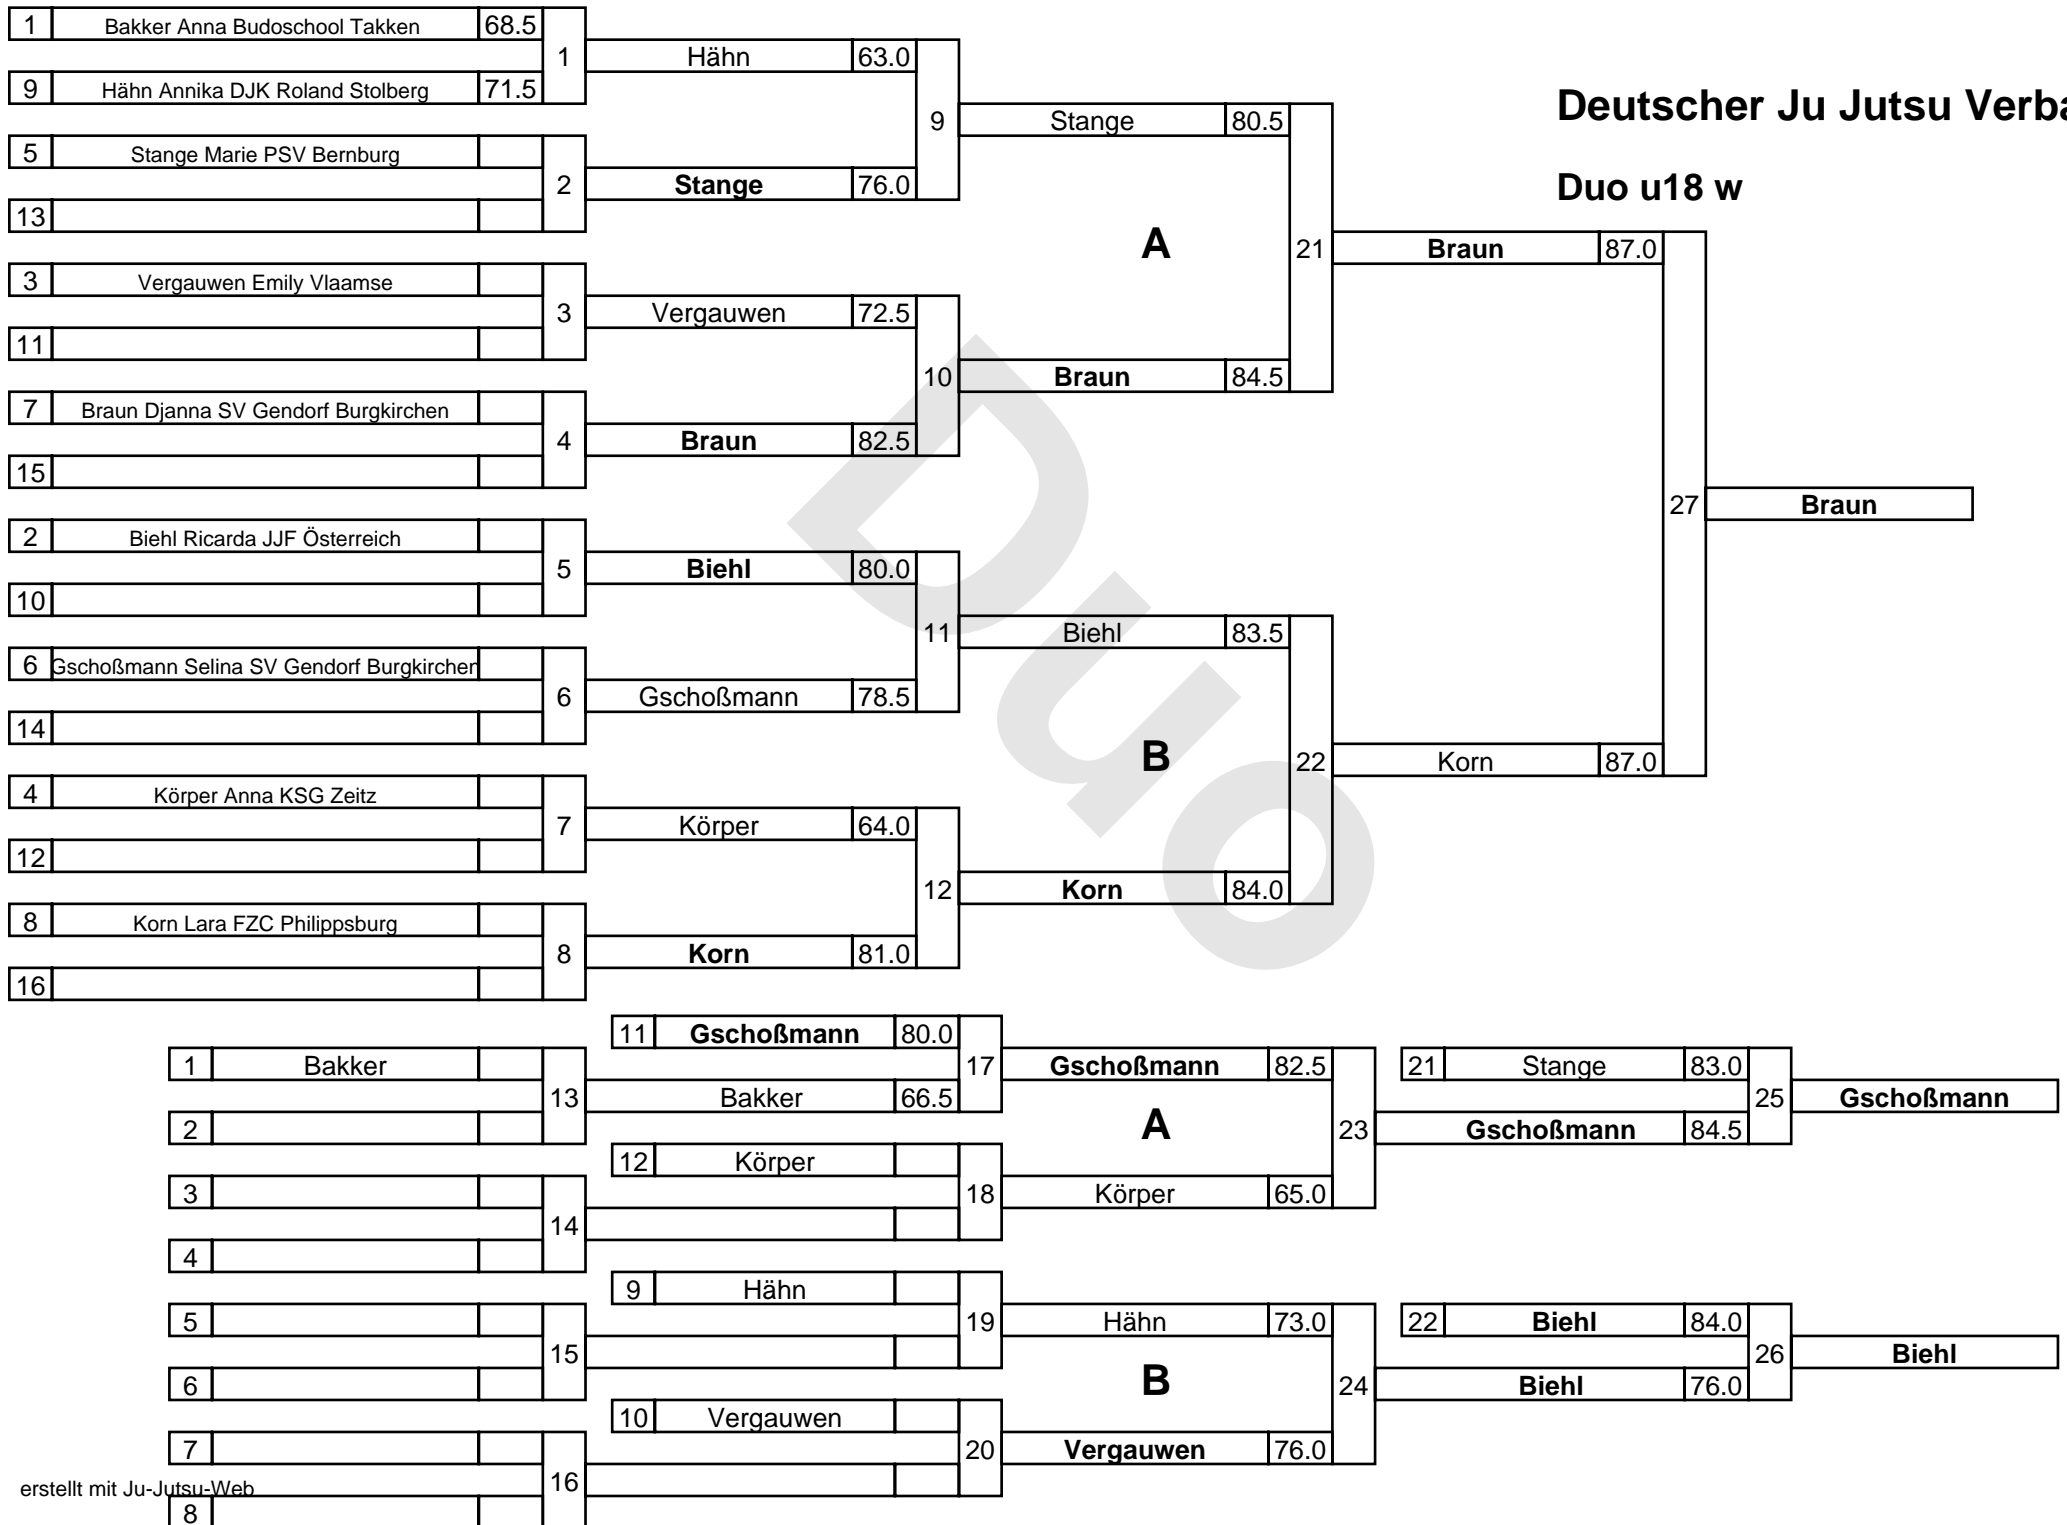 Deutscher Ju Jutsu Verba
Duo u18 w
1 Bakker Anna Budoschool Takken 68.5
9 Hähn Annika DJK Roland Stolberg 71.5
1
5 Stange Marie PSV Bernburg
13
2
3 Vergauwen Emily Vlaamse
11
3
7 Braun Djanna SV Gendorf Burgkirchen
15
4
2 Biehl Ricarda JJF Österreich
10
5
6 Gschoßmann Selina SV Gendorf Burgkirchen
14
6
4 Körper Anna KSG Zeitz
12
7
8 Korn Lara FZC Philippsburg
16
8
Hähn 63.0
Stange 76.0
9
Vergauwen 72.5
Braun 82.5
10
Biehl 80.0
Gschoßmann 78.5
11
Körper 64.0
Korn 81.0
12
Stange 80.5
A
Braun 84.5
21
Biehl 83.5
B
Korn 84.0
22
Braun 87.0
Korn 87.0
27
Braun
Duo
1 Bakker
2
13
3
4
14
5
6
15
7
8
16
11 Gschoßmann 80.0
Bakker 66.5
17
12 Körper
18
9 Hähn
19
10 Vergauwen
20
Gschoßmann 82.5
A
Körper 65.0
23
Hähn 73.0
B
Vergauwen 76.0
24
21 Stange 83.0
Gschoßmann 84.5
25
Gschoßmann
22 Biehl 84.0
Biehl 76.0
26
Biehl
erstellt mit Ju-Jutsu-Web